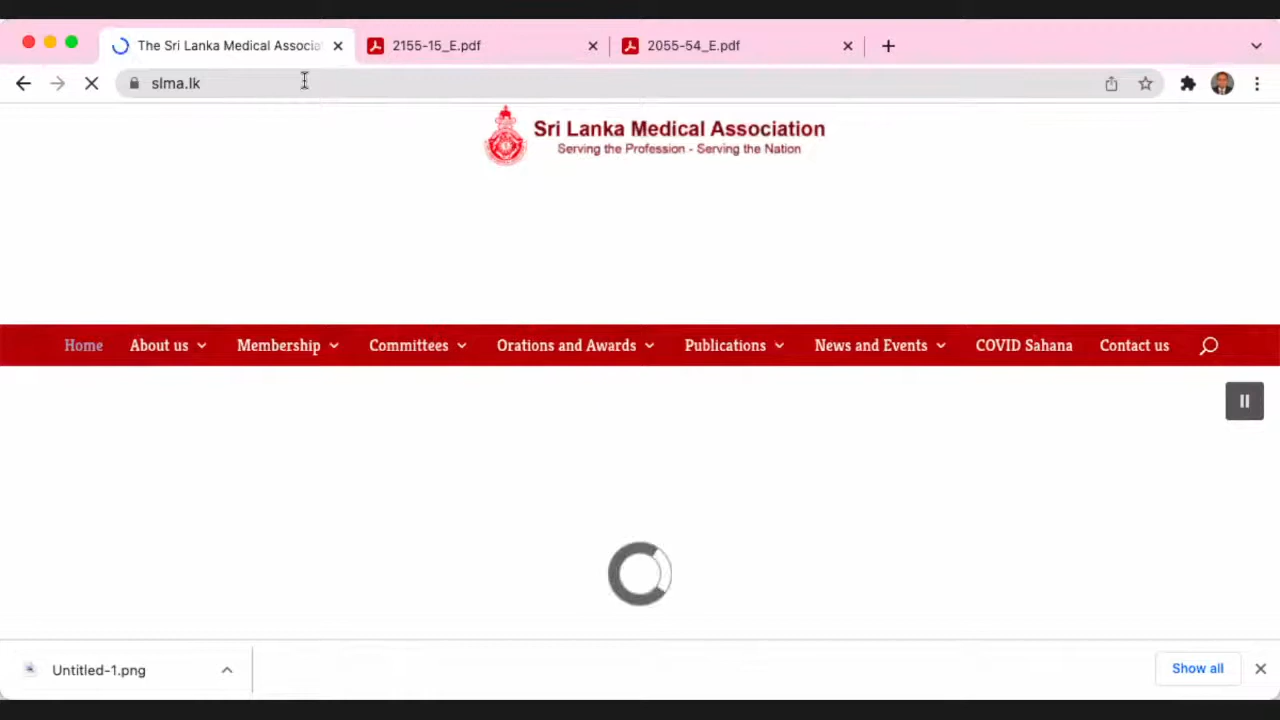 The Sri Lanka Medical Associa
2155-15_E.pdf
2055-54_E.pdf
slma.lk
Sri Lanka Medical Association
Serving the Profession - Serving the Nation
Home About us Membership Committees Orations and Awards Publications News and Events COVID Sahana Contact us
Untitled-1.png
Show all